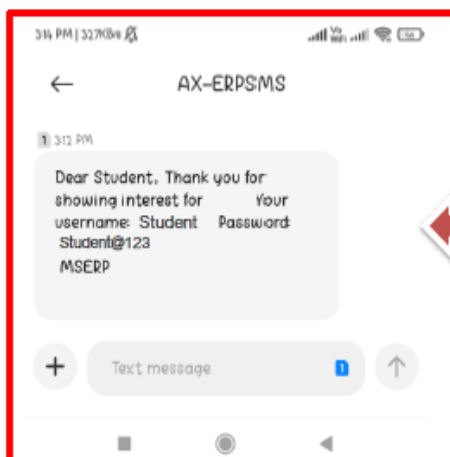 3:14 PM | 3.27KB/s
AX-ERPSMS
1 3:12 PM
Dear Student, Thank you for
showing interest for Your
username: Student Password:
Student@123
MSERP
Text message
1